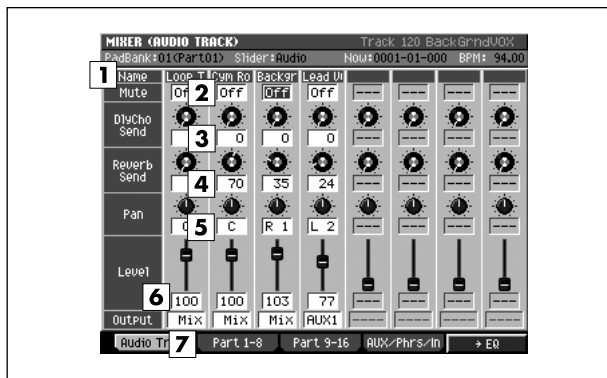 MIXER (AUDIO TRACK) Track 120 BackGrndVOX
PadBank:01(Part01) Slider:Audio Now:0001-01-000 BPM: 94.00
1 Name Loop T Cym Ro Backgr Lead
Mute 2 Off Off Off --- --- --- ---
DlyCho Send 3 0 0 0 --- --- --- ---
Reverb Send 4 70 35 24 --- --- --- ---
Pan 5 C R 1 L 2 --- --- --- ---
Level 6 100 100 103 77 --- --- --- ---
Output Mix Mix Mix AUX1 ---- ---- ---- ----
7 Audio Part 1-8 Part 9-16 AUX/Phrs/In → EQ